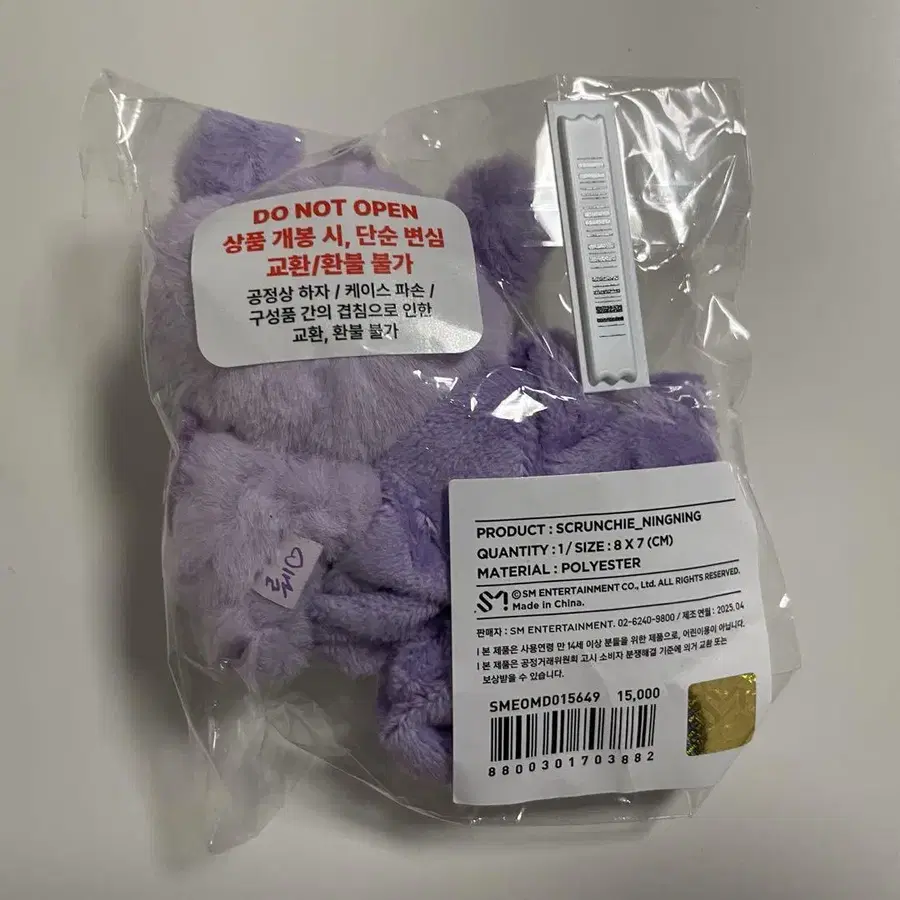 DO NOT OPEN
상품 개봉 시, 단순 변심
교환/환불 불가
공정상 하자 / 케이스 파손 /
구성품 간의 겹침으로 인한
교환, 환불 불가
뤠♡
PRODUCT : SCRUNCHIE_NINGNING
QUANTITY : 1 / SIZE : 8 X 7 (CM)
MATERIAL : POLYESTER
SM
© SM ENTERTAINMENT CO., Ltd. ALL RIGHTS RESERVED.
Made in China.
판매자 : SM ENTERTAINMENT. 02-6240-9800 / 제조 연월 : 2025. 04
I 본 제품은 사용연령 만 14세 이상 분들을 위한 제품으로, 어린이용이 아닙니다.
I 본 제품은 공정거래위원회 고시 소비자 분쟁해결 기준에 의거 교환 또는
보상받을 수 있습니다.
SMEOMD015649 15,000
8800301703882